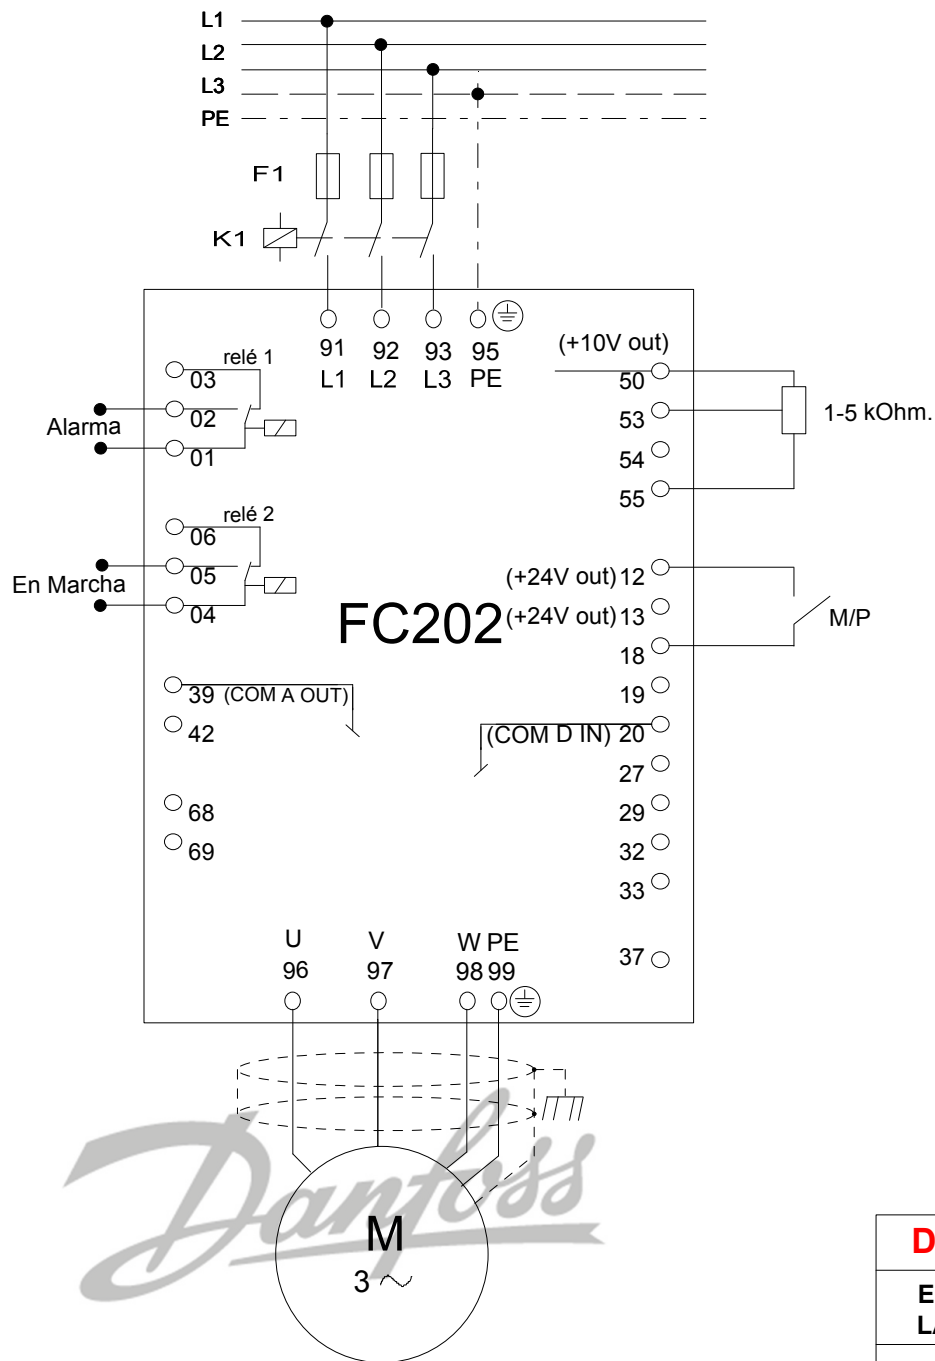 L1
L2
L3
PE
F1
K1
91 92 93 95
L1 L2 L3 PE
(+10V out)
50
53
54
55
1-5 kOhm.
relé 1
03
02
01
Alarma
relé 2
06
05
04
En Marcha
FC202
(+24V out) 12
(+24V out) 13
18
M/P
19
(COM D IN) 20
27
29
32
33
37
39 (COM A OUT)
42
68
69
U V W PE
96 97 98 99
Danfoss
M
3
D
E
LA